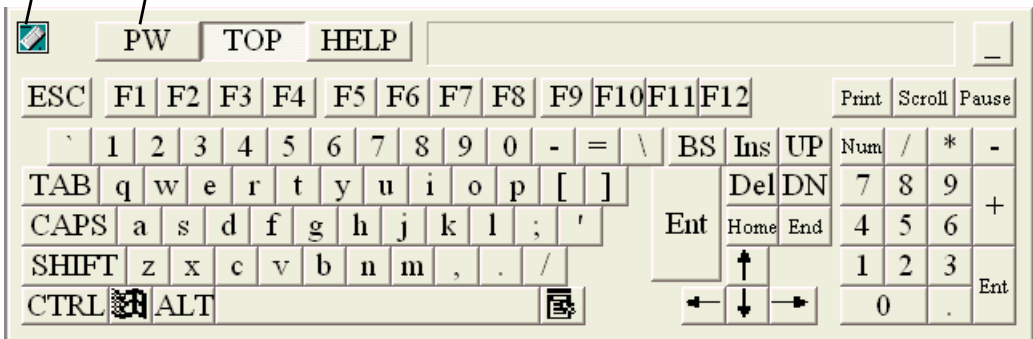 PW TOP HELP _
ESC F1 F2 F3 F4 F5 F6 F7 F8 F9 F10 F11 F12 Print Scroll Pause
` 1 2 3 4 5 6 7 8 9 0 - = \ BS Ins UP Num / * -
TAB q w e r t y u i o p [ ] Del DN 7 8 9 +
CAPS a s d f g h j k l ; ' Ent Home End 4 5 6
SHIFT z x c v b n m , . / ↑ 1 2 3 Ent
CTRL ALT ← ↓ → 0 .